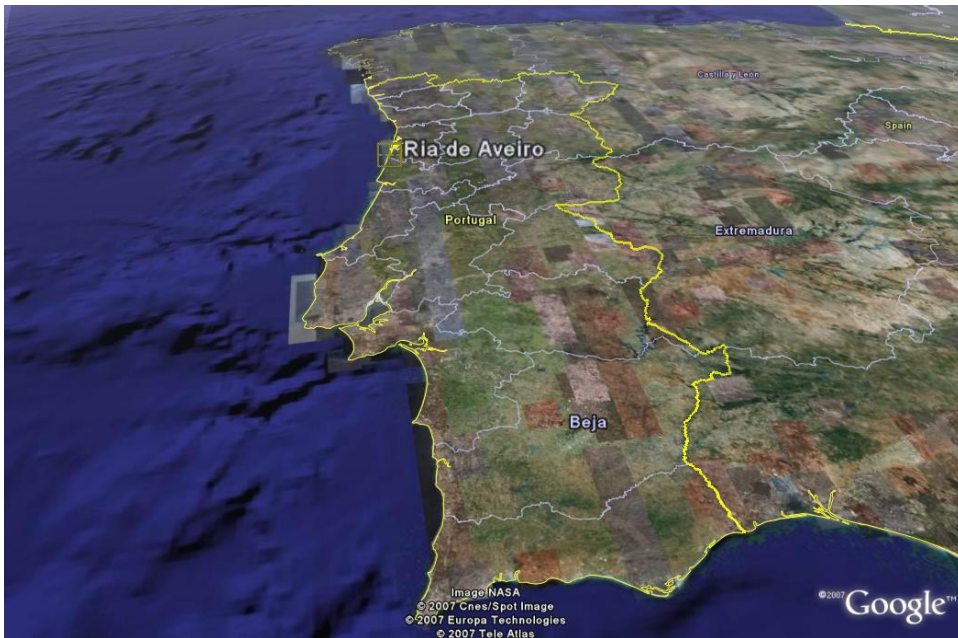 Castilla y León
Spain
Ria de Aveiro
Portugal
Extremadura
Beja
Image NASA
© 2007 Cnes/Spot Image
© 2007 Europa Technologies
© 2007 Tele Atlas
©2007 Google™